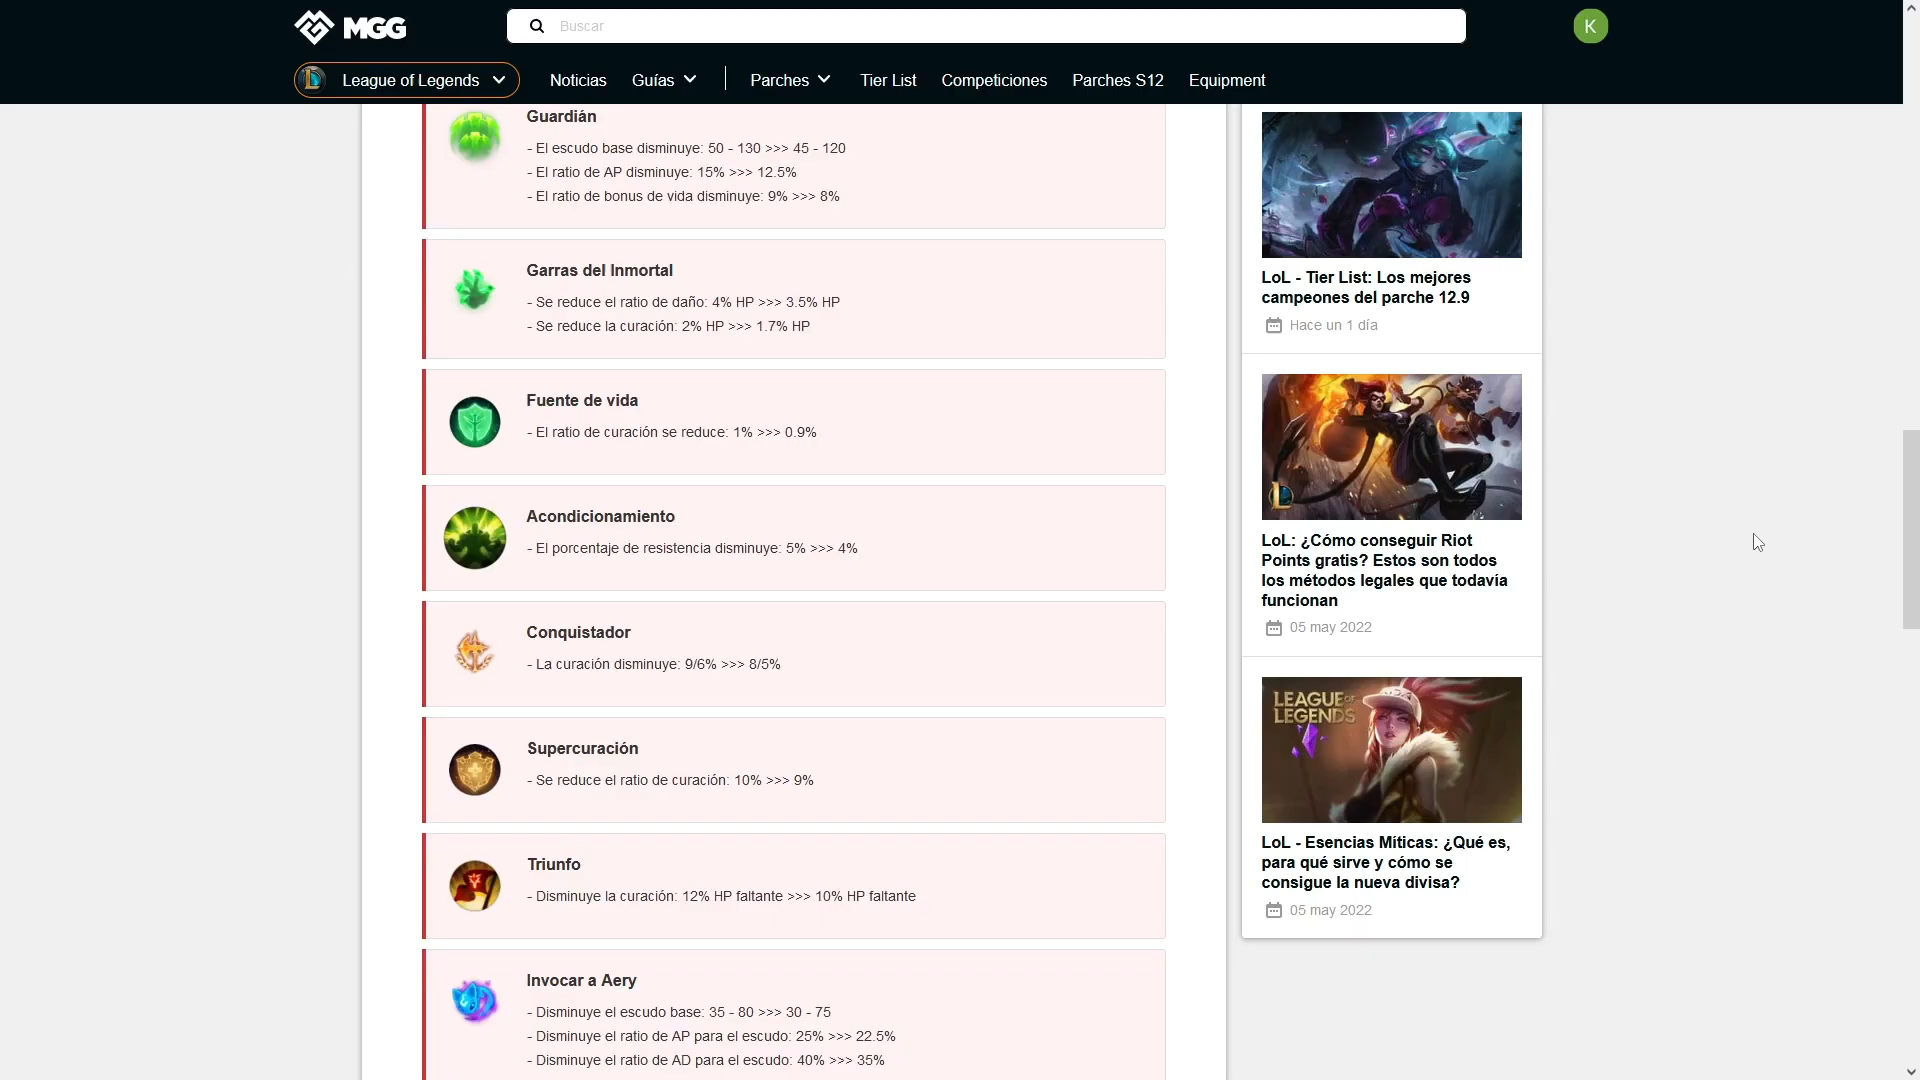 MGG
Buscar
K
League of Legends
Noticias
Guías
Parches
Tier List
Competiciones
Parches S12
Equipment
Guardián
- El escudo base disminuye: 50 - 130 >>> 45 - 120
- El ratio de AP disminuye: 15% >>> 12.5%
- El ratio de bonus de vida disminuye: 9% >>> 8%
Garras del Inmortal
- Se reduce el ratio de daño: 4% HP >>> 3.5% HP
- Se reduce la curación: 2% HP >>> 1.7% HP
Fuente de vida
- El ratio de curación se reduce: 1% >>> 0.9%
Acondicionamiento
- El porcentaje de resistencia disminuye: 5% >>> 4%
Conquistador
- La curación disminuye: 9/6% >>> 8/5%
Supercuración
- Se reduce el ratio de curación: 10% >>> 9%
Triunfo
- Disminuye la curación: 12% HP faltante >>> 10% HP faltante
Invocar a Aery
- Disminuye el escudo base: 35 - 80 >>> 30 - 75
- Disminuye el ratio de AP para el escudo: 25% >>> 22.5%
- Disminuye el ratio de AD para el escudo: 40% >>> 35%
LoL - Tier List: Los mejores
campeones del parche 12.9
Hace un 1 día
LoL: ¿Cómo conseguir Riot
Points gratis? Estos son todos
los métodos legales que todavía
funcionan
05 may 2022
LEAGUE OF
LEGENDS
LoL - Esencias Míticas: ¿Qué es,
para qué sirve y cómo se
consigue la nueva divisa?
05 may 2022